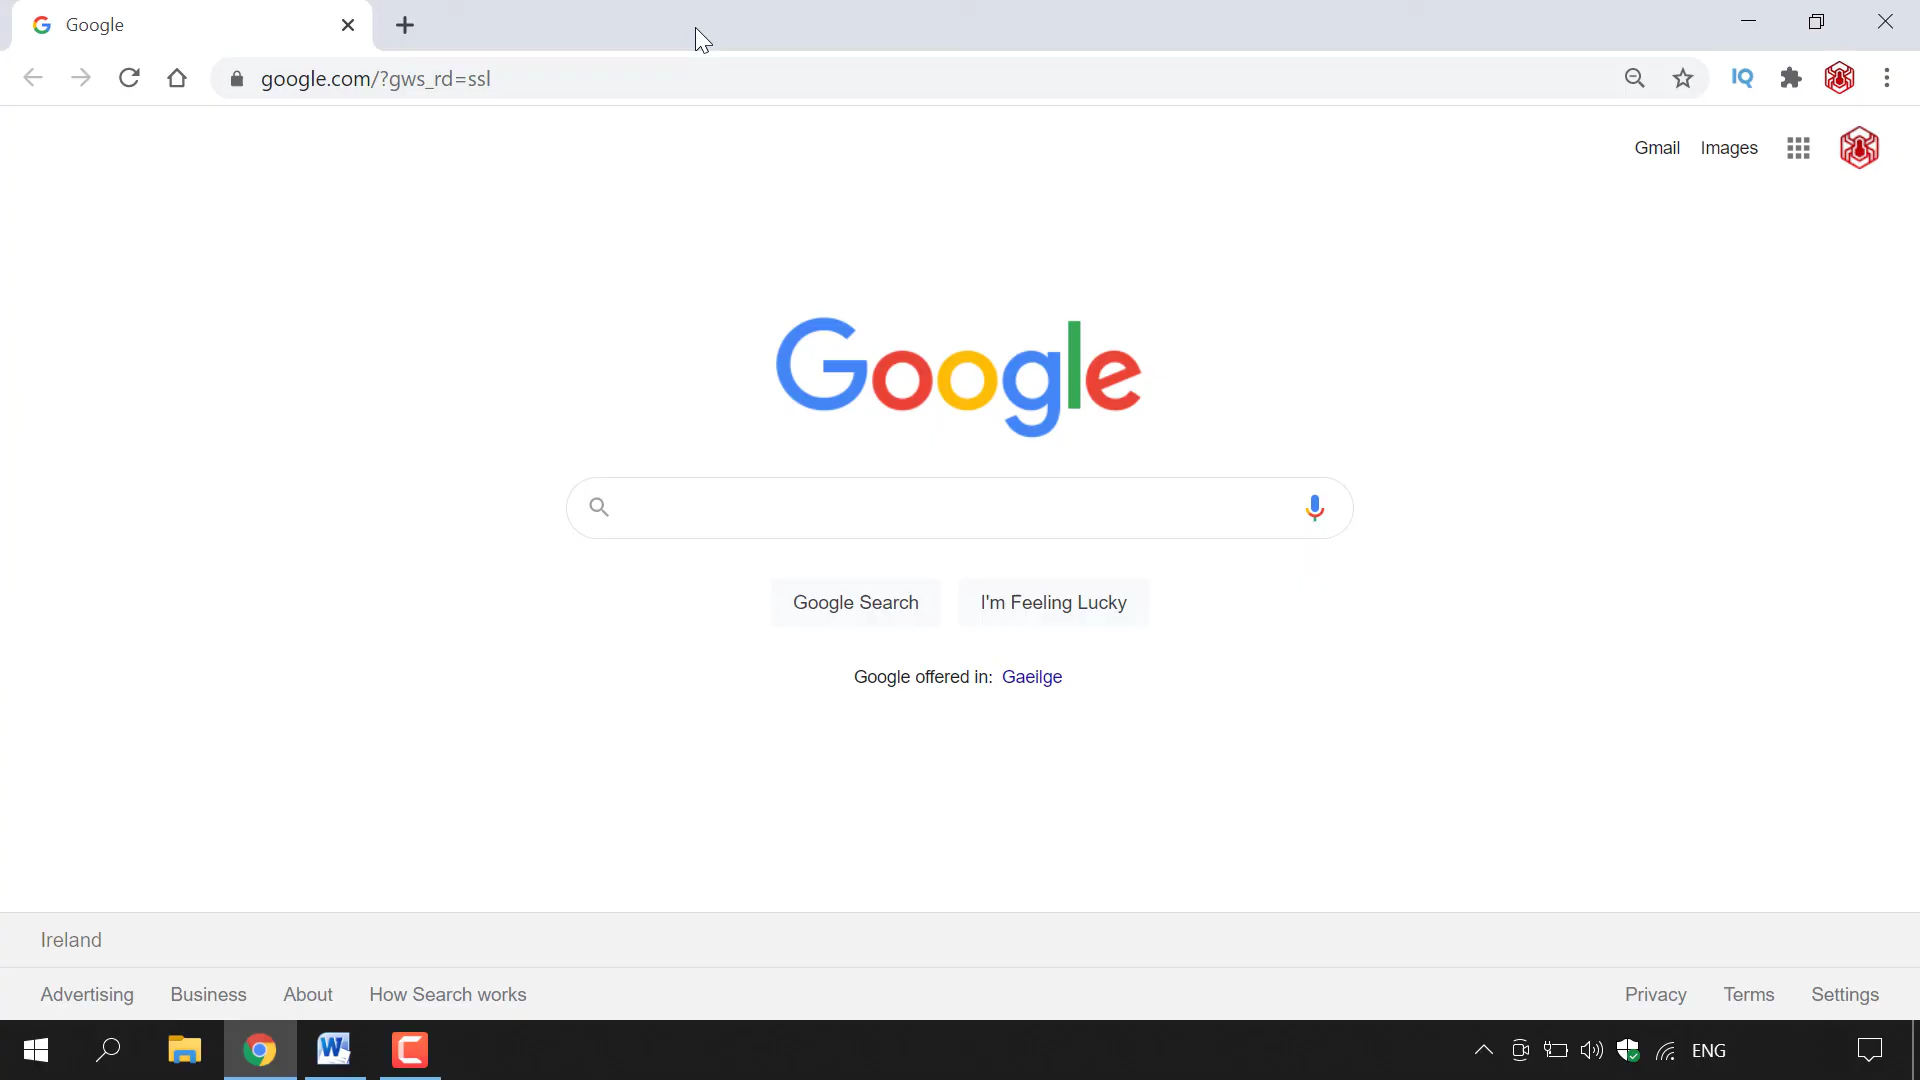 Google
google.com/?gws_rd=ssl
IQ
Gmail Images
Google
Google Search I'm Feeling Lucky
Google offered in: Gaeilge
Ireland
Advertising Business About How Search works Privacy Terms Settings
W
C
ENG